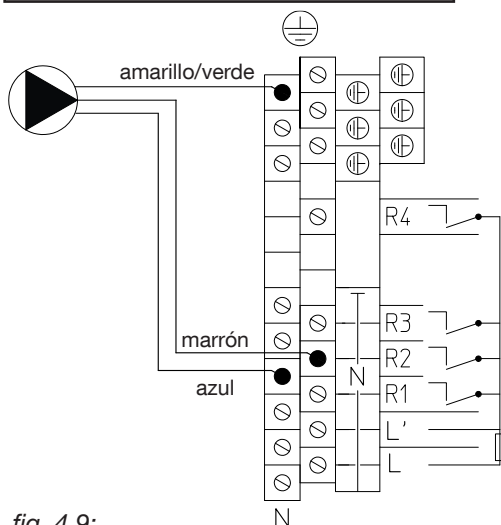 amarillo/verde
R4
marrón
R3
R2
N
azul
R1
L'
L
fig. 4.9:
N